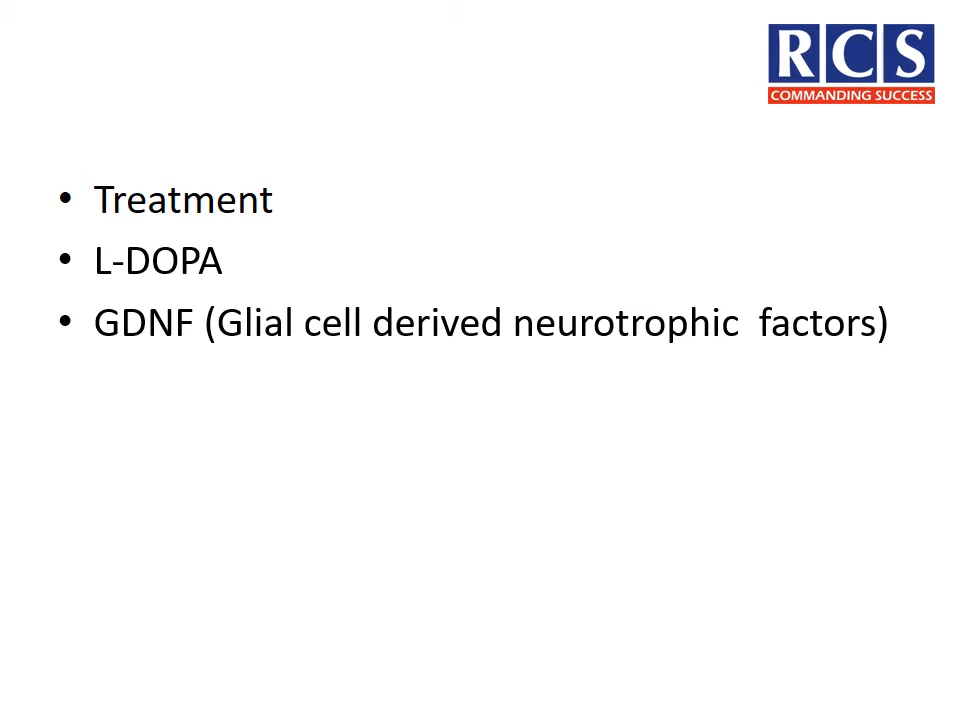 RCS
COMMANDING SUCCESS
• Treatment
• L-DOPA
• GDNF (Glial cell derived neurotrophic  factors)